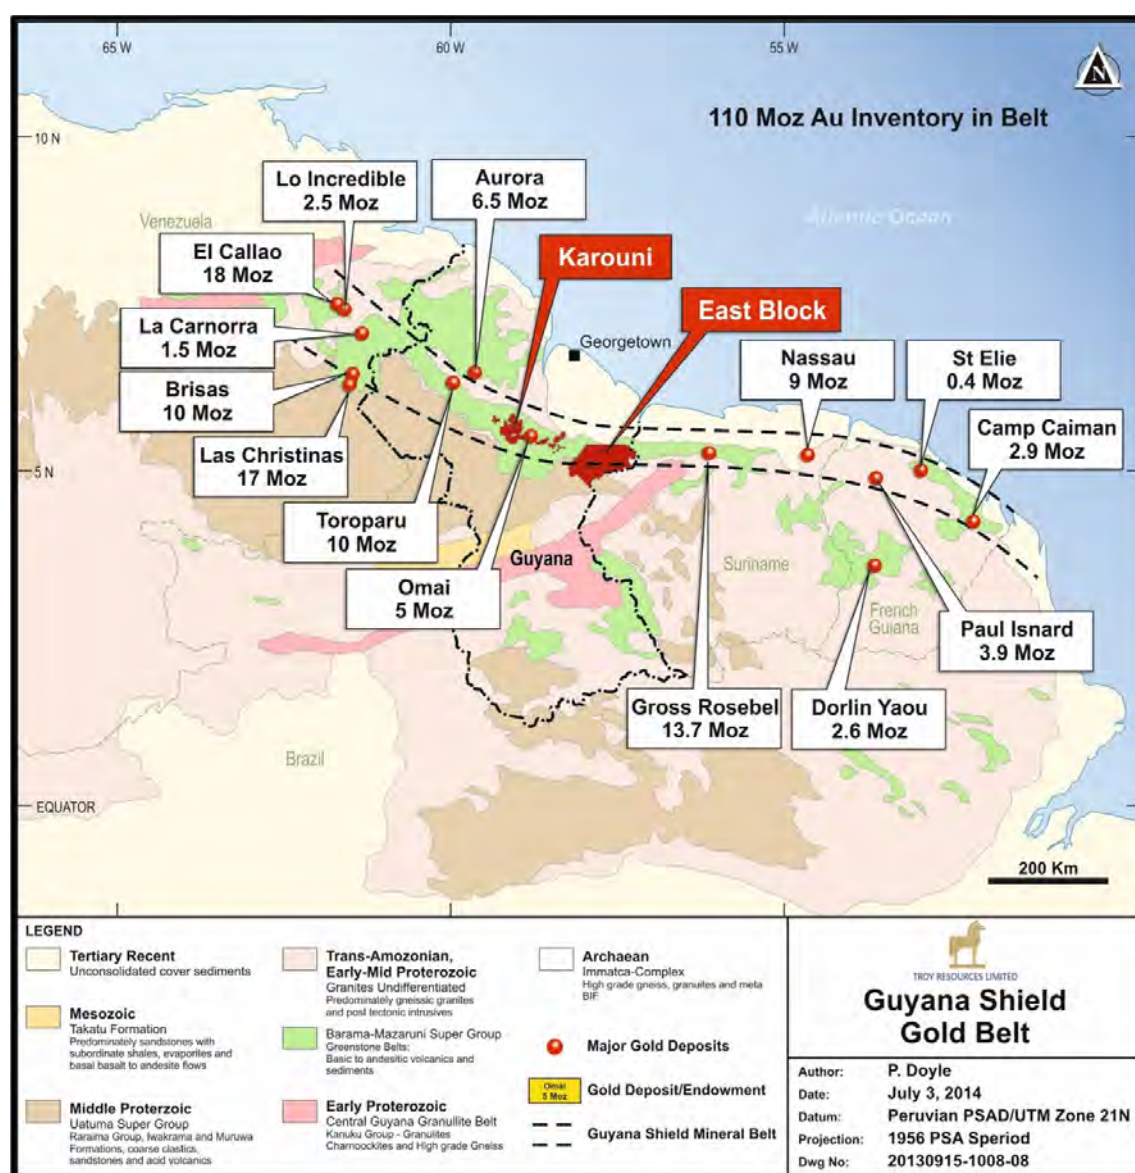 65 W
60 W
55 W
N
110 Moz Au Inventory in Belt
10 N
Lo Incredible
2.5 Moz
Aurora
6.5 Moz
Atlantic Ocean
Venezuela
El Callao
18 Moz
Karouni
East Block
La Carnorra
1.5 Moz
Georgetown
Nassau
9 Moz
St Elie
0.4 Moz
Brisas
10 Moz
Camp Caiman
2.9 Moz
Las Christinas
17 Moz
5 N
Toroparu
10 Moz
Guyana
Suriname
Omai
5 Moz
French
Guiana
Paul Isnard
3.9 Moz
Gross Rosebel
13.7 Moz
Dorlin Yaou
2.6 Moz
Brazil
EQUATOR
200 Km
LEGEND
Tertiary Recent
Unconsolidated cover sediments
Mesozoic
Takatu Formation
Predominately sandstones with
subordinate shales, evaporites and
basal basalt to andesite flows
Middle Proterzoic
Uatuma Super Group
Raraima Group, Iwakrama and Muruwa
Formations, coarse clastics,
sandstones and acid volcanics
Trans-Amozonian,
Early-Mid Proterozoic
Granites Undifferentiated
Predominately gneissic granites
and post tectonic intrusives
Barama-Mazaruni Super Group
Greenstone Belts:
Basic to andesitic volcanics and
sediments
Early Proterozoic
Central Guyana Granullite Belt
Kanuku Group - Granulites
Charnoockites and High grade Gneiss
Archaean
Immatca-Complex
High grade gneiss, granuites and meta
BIF
Major Gold Deposits
Omai
5 Moz
Gold Deposit/Endowment
Guyana Shield Mineral Belt
TROY RESOURCES LIMITED
Guyana Shield
Gold Belt
Author: P. Doyle
Date: July 3, 2014
Datum: Peruvian PSAD/UTM Zone 21N
Projection: 1956 PSA Speriod
Dwg No: 20130915-1008-08